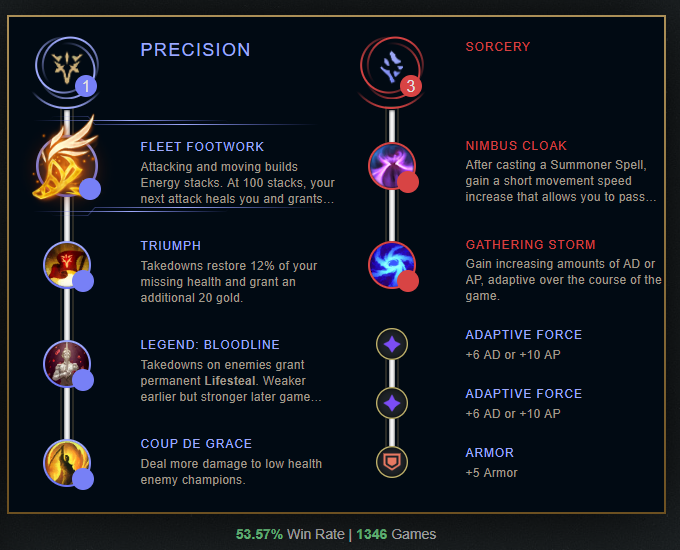 PRECISION
1
FLEET FOOTWORK
Attacking and moving builds
Energy stacks. At 100 stacks, your
next attack heals you and grants...
TRIUMPH
Takedowns restore 12% of your
missing health and grant an
additional 20 gold.
LEGEND: BLOODLINE
Takedowns on enemies grant
permanent Lifesteal. Weaker
earlier but stronger later game...
COUP DE GRACE
Deal more damage to low health
enemy champions.
SORCERY
3
NIMBUS CLOAK
After casting a Summoner Spell,
gain a short movement speed
increase that allows you to pass...
GATHERING STORM
Gain increasing amounts of AD or
AP, adaptive over the course of the
game.
ADAPTIVE FORCE
+6 AD or +10 AP
ADAPTIVE FORCE
+6 AD or +10 AP
ARMOR
+5 Armor
53.57% Win Rate | 1346 Games